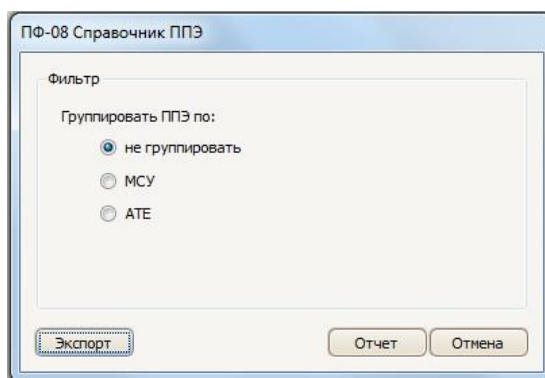 ПФ-08 Справочник ППЭ
Фильтр
Группировать ППЭ по:
не группировать
МСУ
АТЕ
Экспорт
Отчет
Отмена